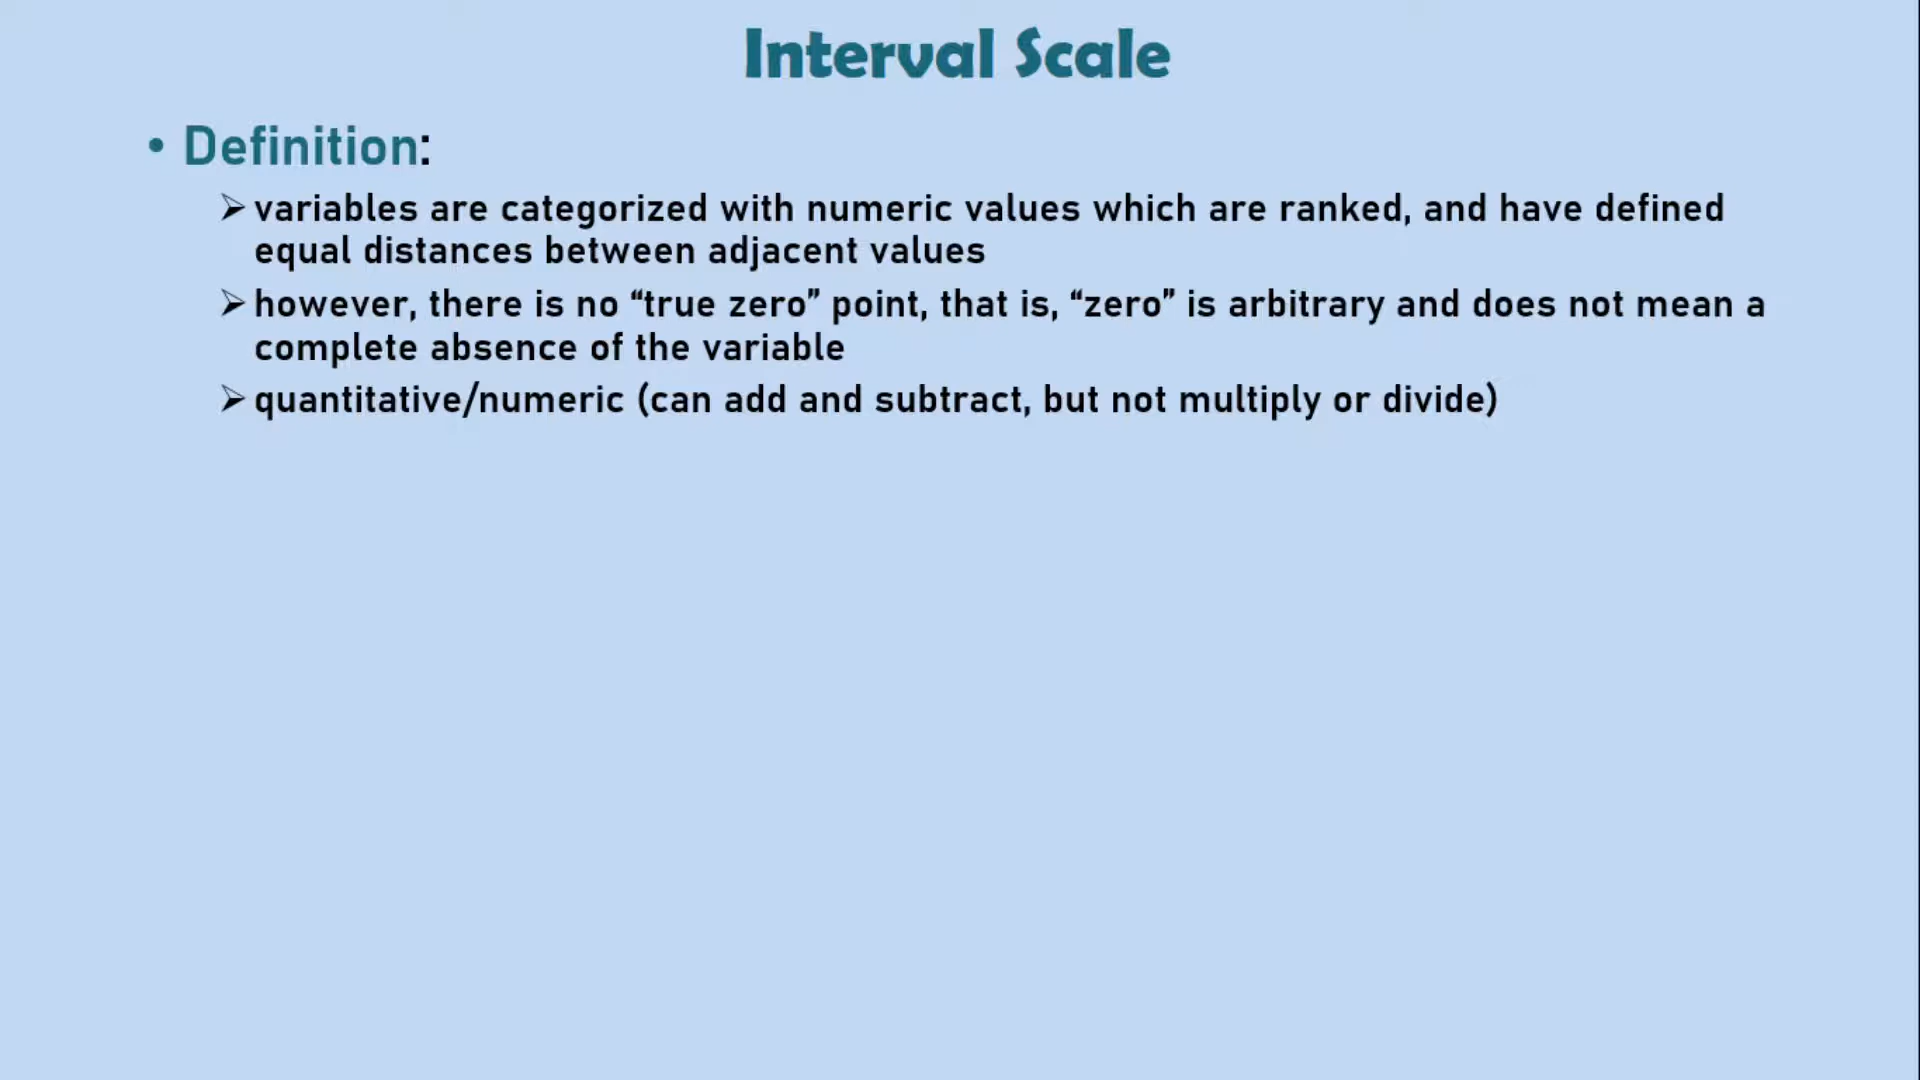 Interval Scale
• Definition:
➢ variables are categorized with numeric values which are ranked, and have defined
equal distances between adjacent values
➢ however, there is no “true zero” point, that is, “zero” is arbitrary and does not mean a
complete absence of the variable
➢ quantitative/numeric (can add and subtract, but not multiply or divide)